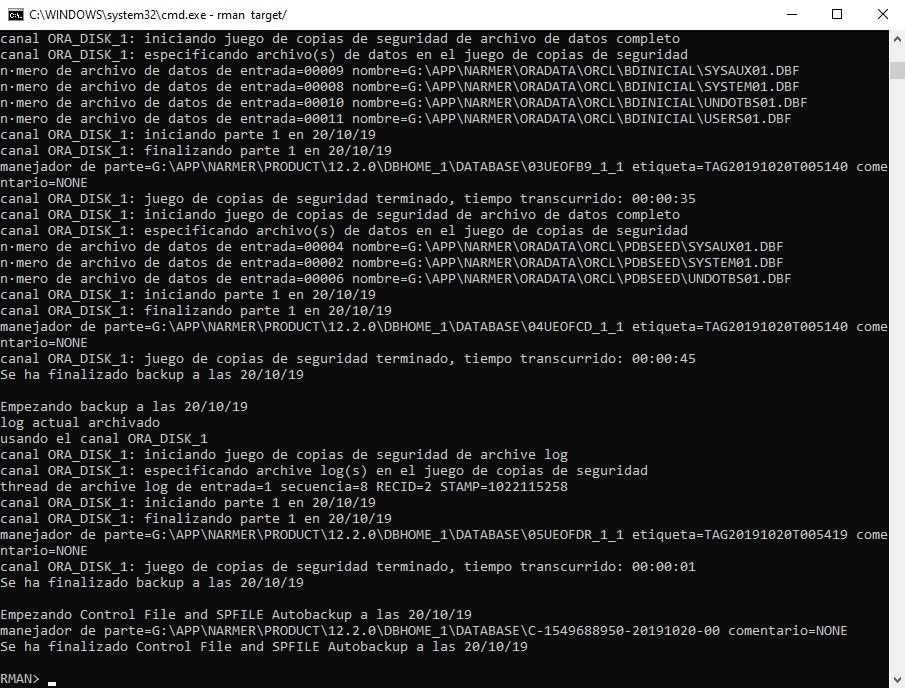 C:\WINDOWS\system32\cmd.exe - rman  target/
canal ORA_DISK_1: iniciando juego de copias de seguridad de archivo de datos completo
canal ORA_DISK_1: especificando archivo(s) de datos en el juego de copias de seguridad
n·mero de archivo de datos de entrada=00009 nombre=G:\APP\NARMER\ORADATA\ORCL\BDINICIAL\SYSAUX01.DBF
n·mero de archivo de datos de entrada=00008 nombre=G:\APP\NARMER\ORADATA\ORCL\BDINICIAL\SYSTEM01.DBF
n·mero de archivo de datos de entrada=00010 nombre=G:\APP\NARMER\ORADATA\ORCL\BDINICIAL\UNDOTBS01.DBF
n·mero de archivo de datos de entrada=00011 nombre=G:\APP\NARMER\ORADATA\ORCL\BDINICIAL\USERS01.DBF
canal ORA_DISK_1: iniciando parte 1 en 20/10/19
canal ORA_DISK_1: finalizando parte 1 en 20/10/19
manejador de parte=G:\APP\NARMER\PRODUCT\12.2.0\DBHOME_1\DATABASE\03UEOFB9_1_1 etiqueta=TAG20191020T005140 come
ntario=NONE
canal ORA_DISK_1: juego de copias de seguridad terminado, tiempo transcurrido: 00:00:35
canal ORA_DISK_1: iniciando juego de copias de seguridad de archivo de datos completo
canal ORA_DISK_1: especificando archivo(s) de datos en el juego de copias de seguridad
n·mero de archivo de datos de entrada=00004 nombre=G:\APP\NARMER\ORADATA\ORCL\PDBSEED\SYSAUX01.DBF
n·mero de archivo de datos de entrada=00002 nombre=G:\APP\NARMER\ORADATA\ORCL\PDBSEED\SYSTEM01.DBF
n·mero de archivo de datos de entrada=00006 nombre=G:\APP\NARMER\ORADATA\ORCL\PDBSEED\UNDOTBS01.DBF
canal ORA_DISK_1: iniciando parte 1 en 20/10/19
canal ORA_DISK_1: finalizando parte 1 en 20/10/19
manejador de parte=G:\APP\NARMER\PRODUCT\12.2.0\DBHOME_1\DATABASE\04UEOFCD_1_1 etiqueta=TAG20191020T005140 come
ntario=NONE
canal ORA_DISK_1: juego de copias de seguridad terminado, tiempo transcurrido: 00:00:45
Se ha finalizado backup a las 20/10/19
Empezando backup a las 20/10/19
log actual archivado
usando el canal ORA_DISK_1
canal ORA_DISK_1: iniciando juego de copias de seguridad de archive log
canal ORA_DISK_1: especificando archive log(s) en el juego de copias de seguridad
thread de archive log de entrada=1 secuencia=8 RECID=2 STAMP=1022115258
canal ORA_DISK_1: iniciando parte 1 en 20/10/19
canal ORA_DISK_1: finalizando parte 1 en 20/10/19
manejador de parte=G:\APP\NARMER\PRODUCT\12.2.0\DBHOME_1\DATABASE\05UEOFDR_1_1 etiqueta=TAG20191020T005419 come
ntario=NONE
canal ORA_DISK_1: juego de copias de seguridad terminado, tiempo transcurrido: 00:00:01
Se ha finalizado backup a las 20/10/19
Empezando Control File and SPFILE Autobackup a las 20/10/19
manejador de parte=G:\APP\NARMER\PRODUCT\12.2.0\DBHOME_1\DATABASE\C-1549688950-20191020-00 comentario=NONE
Se ha finalizado Control File and SPFILE Autobackup a las 20/10/19
RMAN> _